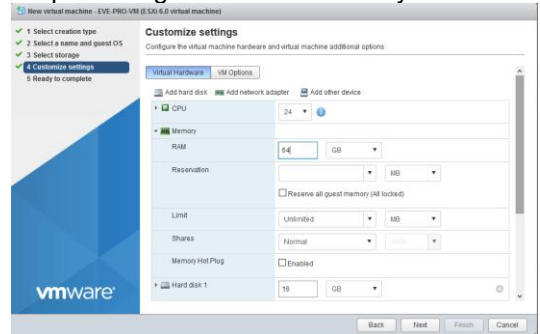 New virtual machine - EVE-PRO-VM (ESXi 6.0 virtual machine)
1 Select creation type
2 Select a name and guest OS
3 Select storage
4 Customize settings
5 Ready to complete
Customize settings
Configure the virtual machine hardware and virtual machine additional options
Virtual Hardware VM Options
Add hard disk Add network adapter Add other device
CPU 24
Memory
RAM 64 GB
Reservation MB
Reserve all guest memory (All locked)
Limit Unlimited MB
Shares Normal
Memory Hot Plug Enabled
Hard disk 1 16 GB
vmware
Back Next Finish Cancel